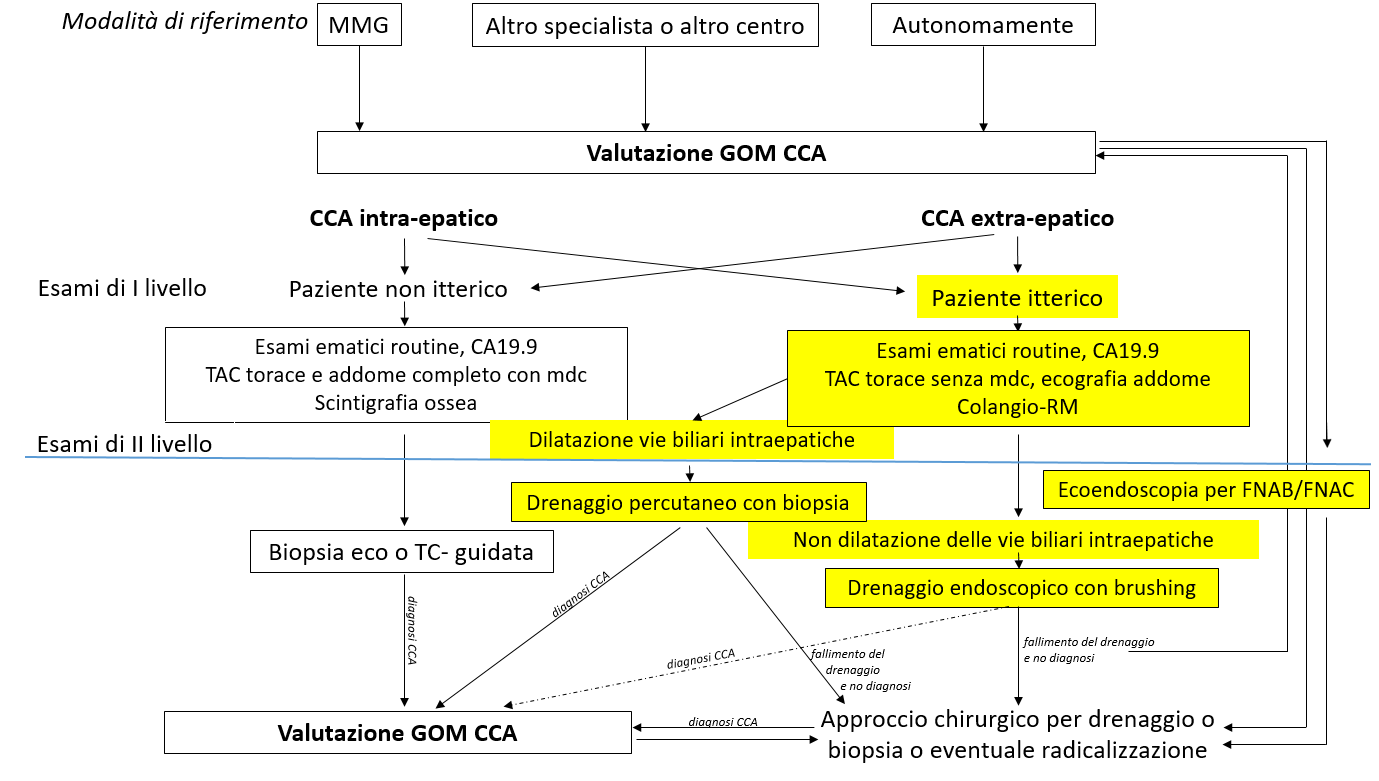 Modalità di riferimento
MMG
Altro specialista o altro centro
Autonomamente
Valutazione GOM CCA
CCA intra-epatico
CCA extra-epatico
Esami di I livello
Paziente non itterico
Paziente itterico
Esami ematici routine, CA19.9
TAC torace e addome completo con mdc
Scintigrafia ossea
Esami ematici routine, CA19.9
TAC torace senza mdc, ecografia addome
Colangio-RM
Esami di II livello
Dilatazione vie biliari intraepatiche
Drenaggio percutaneo con biopsia
Ecoendoscopia per FNAB/FNAC
Biopsia eco o TC- guidata
Non dilatazione delle vie biliari intraepatiche
Drenaggio endoscopico con brushing
diagnosi CCA
diagnosi CCA
diagnosi CCA
fallimento del
drenaggio
e no diagnosi
fallimento del drenaggio
e no diagnosi
Valutazione GOM CCA
diagnosi CCA
Approccio chirurgico per drenaggio o
biopsia o eventuale radicalizzazione